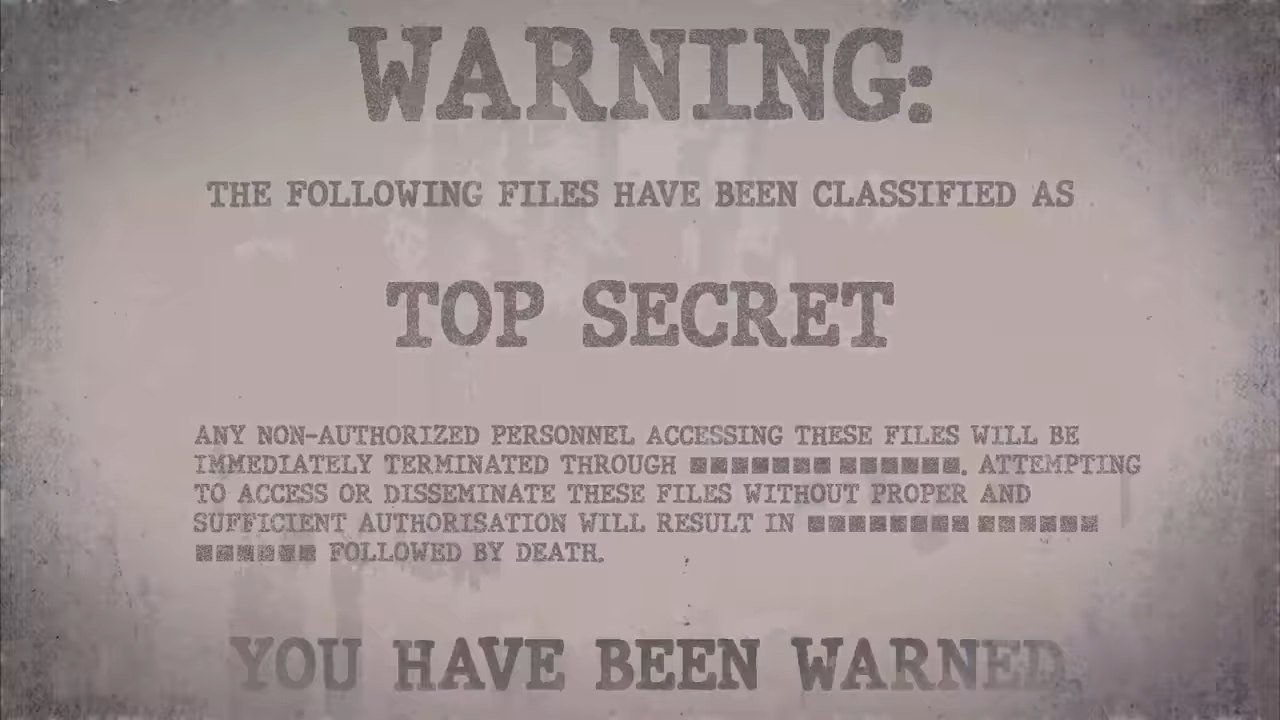 WARNING:
THE FOLLOWING FILES HAVE BEEN CLASSIFIED AS
TOP SECRET
ANY NON-AUTHORIZED PERSONNEL ACCESSING THESE FILES WILL BE
IMMEDIATELY TERMINATED THROUGH ■■■■■■■ ■■■■■■. ATTEMPTING
TO ACCESS OR DISSEMINATE THESE FILES WITHOUT PROPER AND
SUFFICIENT AUTHORISATION WILL RESULT IN ■■■■■■■■ ■■■■■■
■■■■■■ FOLLOWED BY DEATH.
YOU HAVE BEEN WARNED